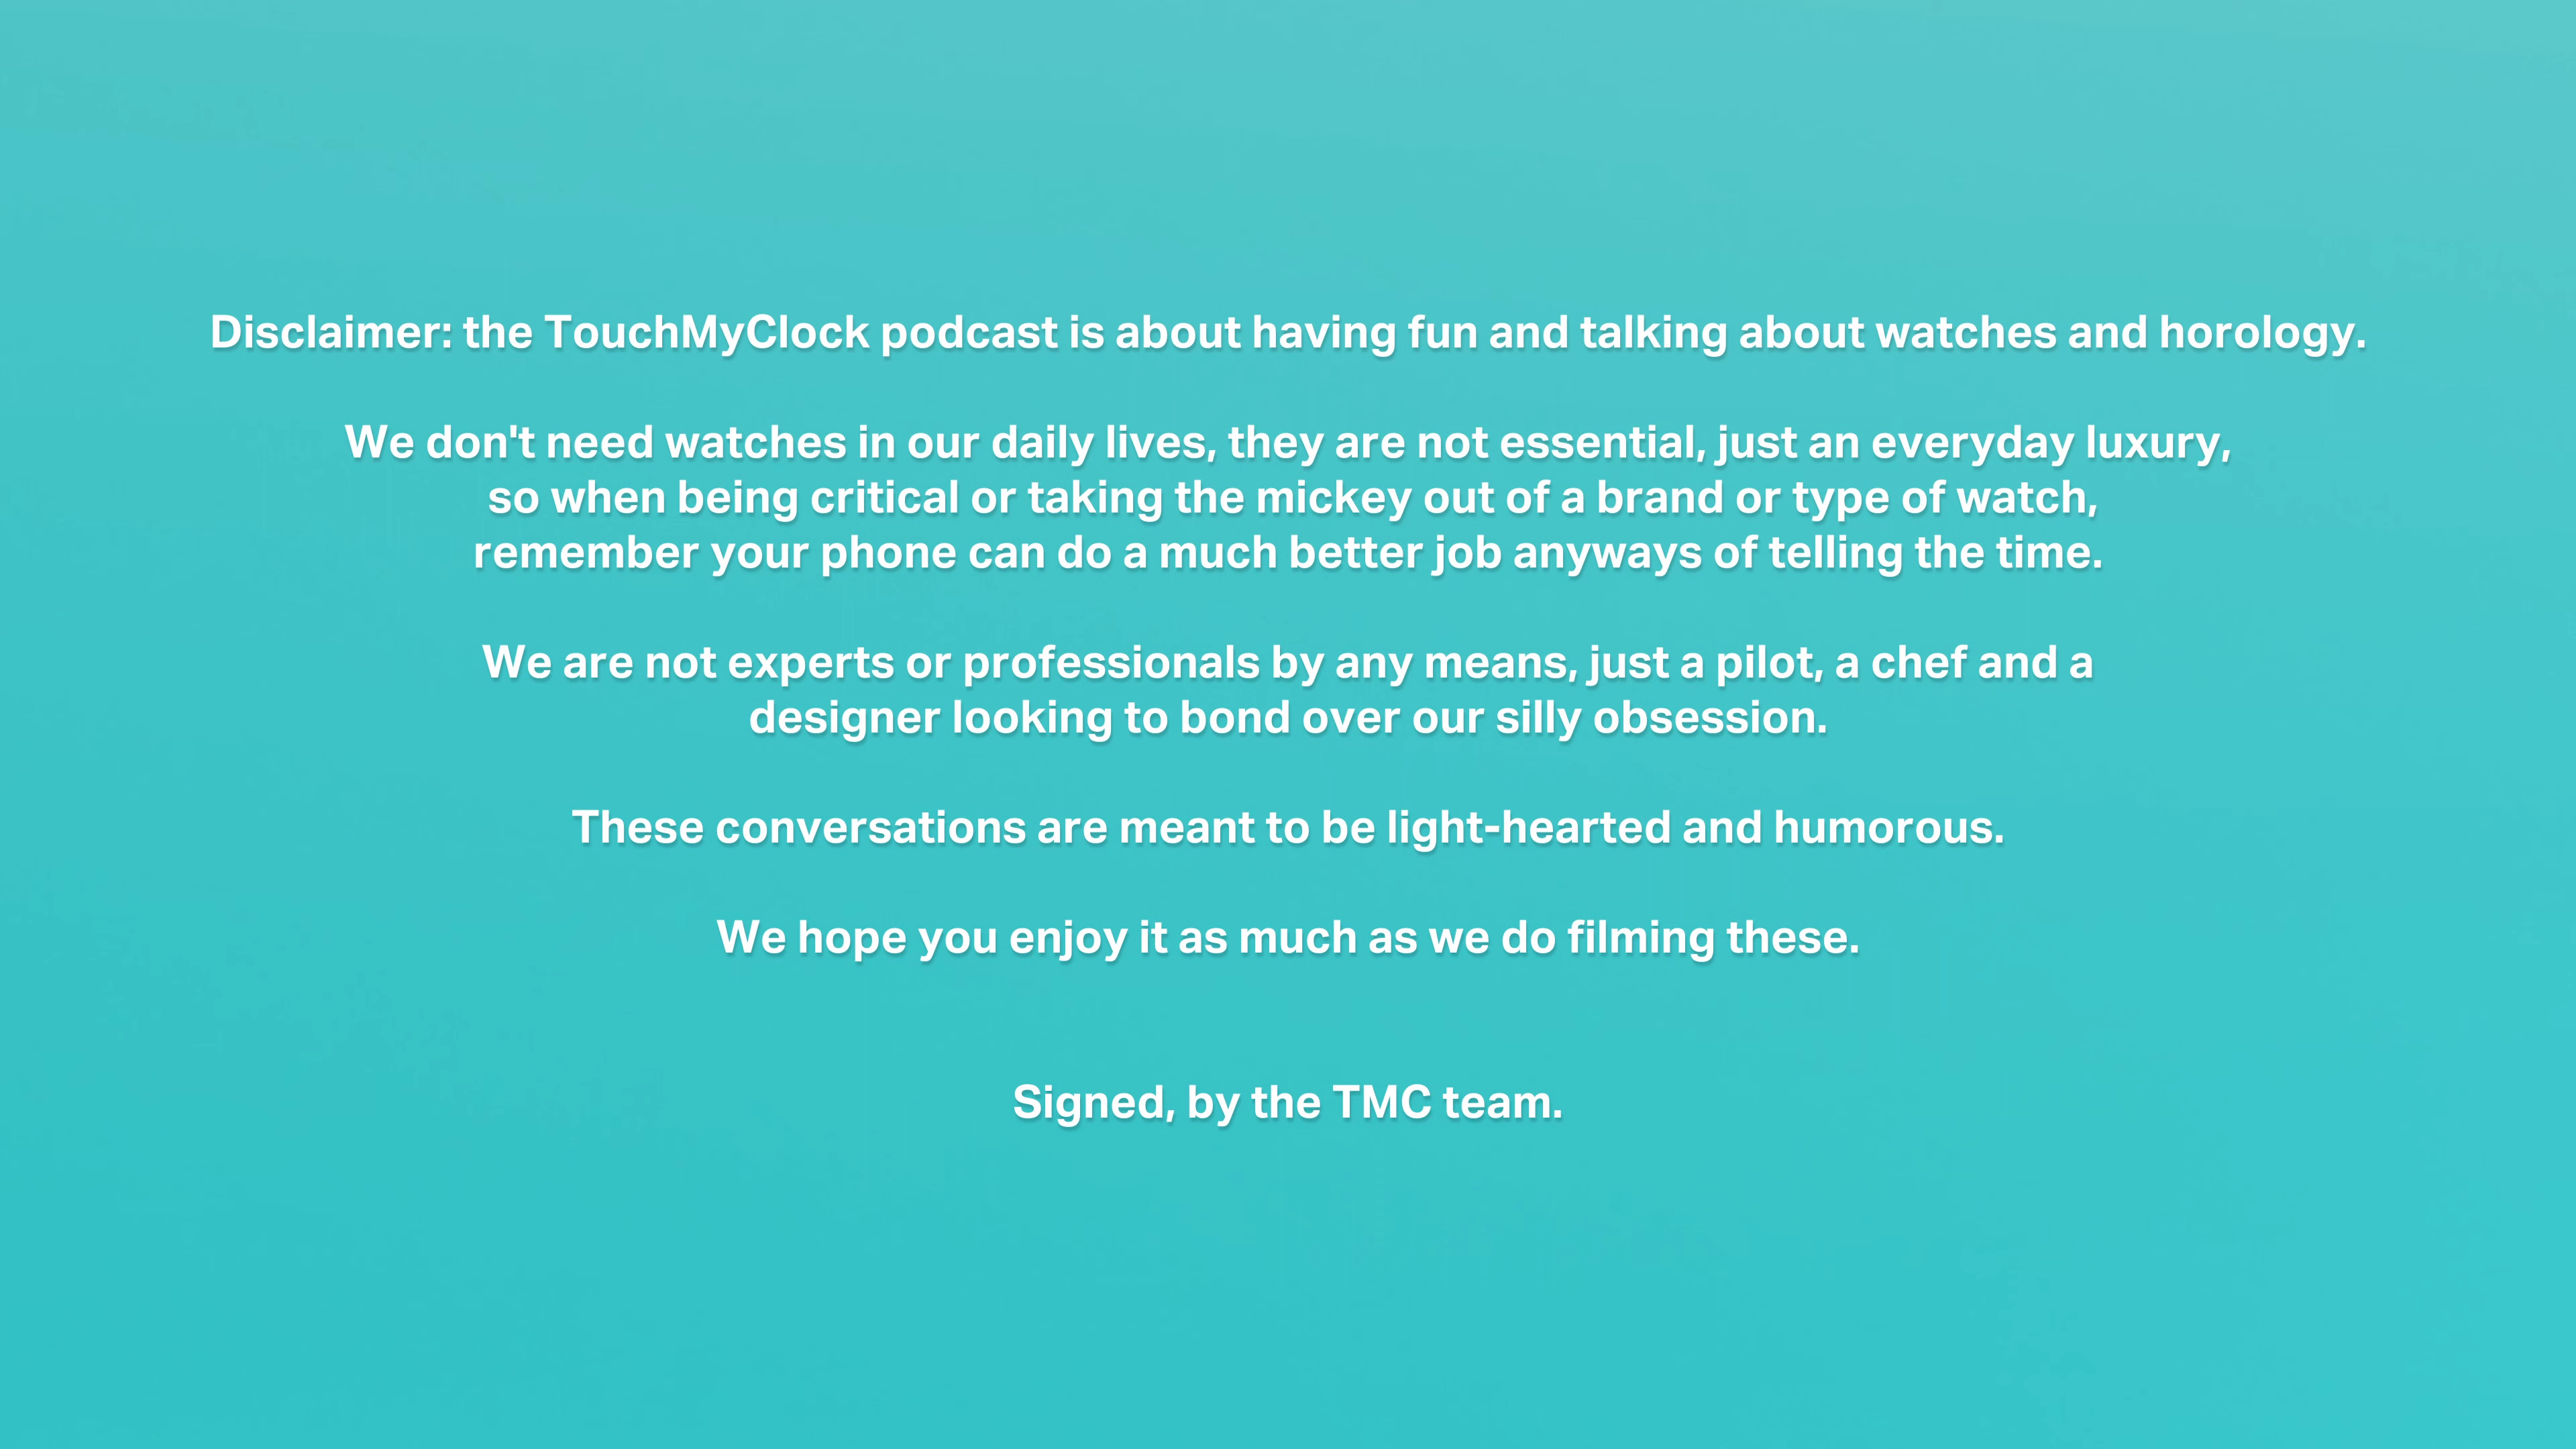 Disclaimer: the TouchMyClock podcast is about having fun and talking about watches and horology.
We don't need watches in our daily lives, they are not essential, just an everyday luxury,
so when being critical or taking the mickey out of a brand or type of watch,
remember your phone can do a much better job anyways of telling the time.
We are not experts or professionals by any means, just a pilot, a chef and a
designer looking to bond over our silly obsession.
These conversations are meant to be light-hearted and humorous.
We hope you enjoy it as much as we do filming these.
Signed, by the TMC team.